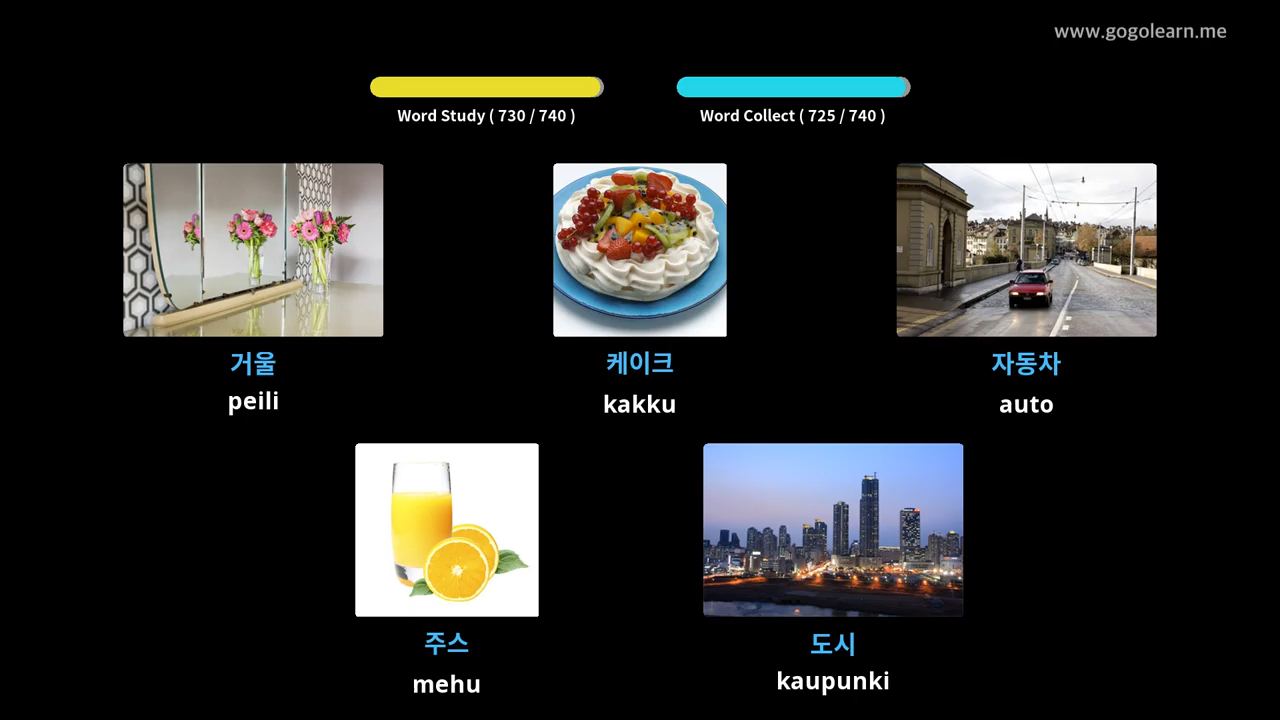 www.gogolearn.me
Word Study ( 730 / 740 )
Word Collect ( 725 / 740 )
거울
peili
케이크
kakku
자동차
auto
주스
mehu
도시
kaupunki